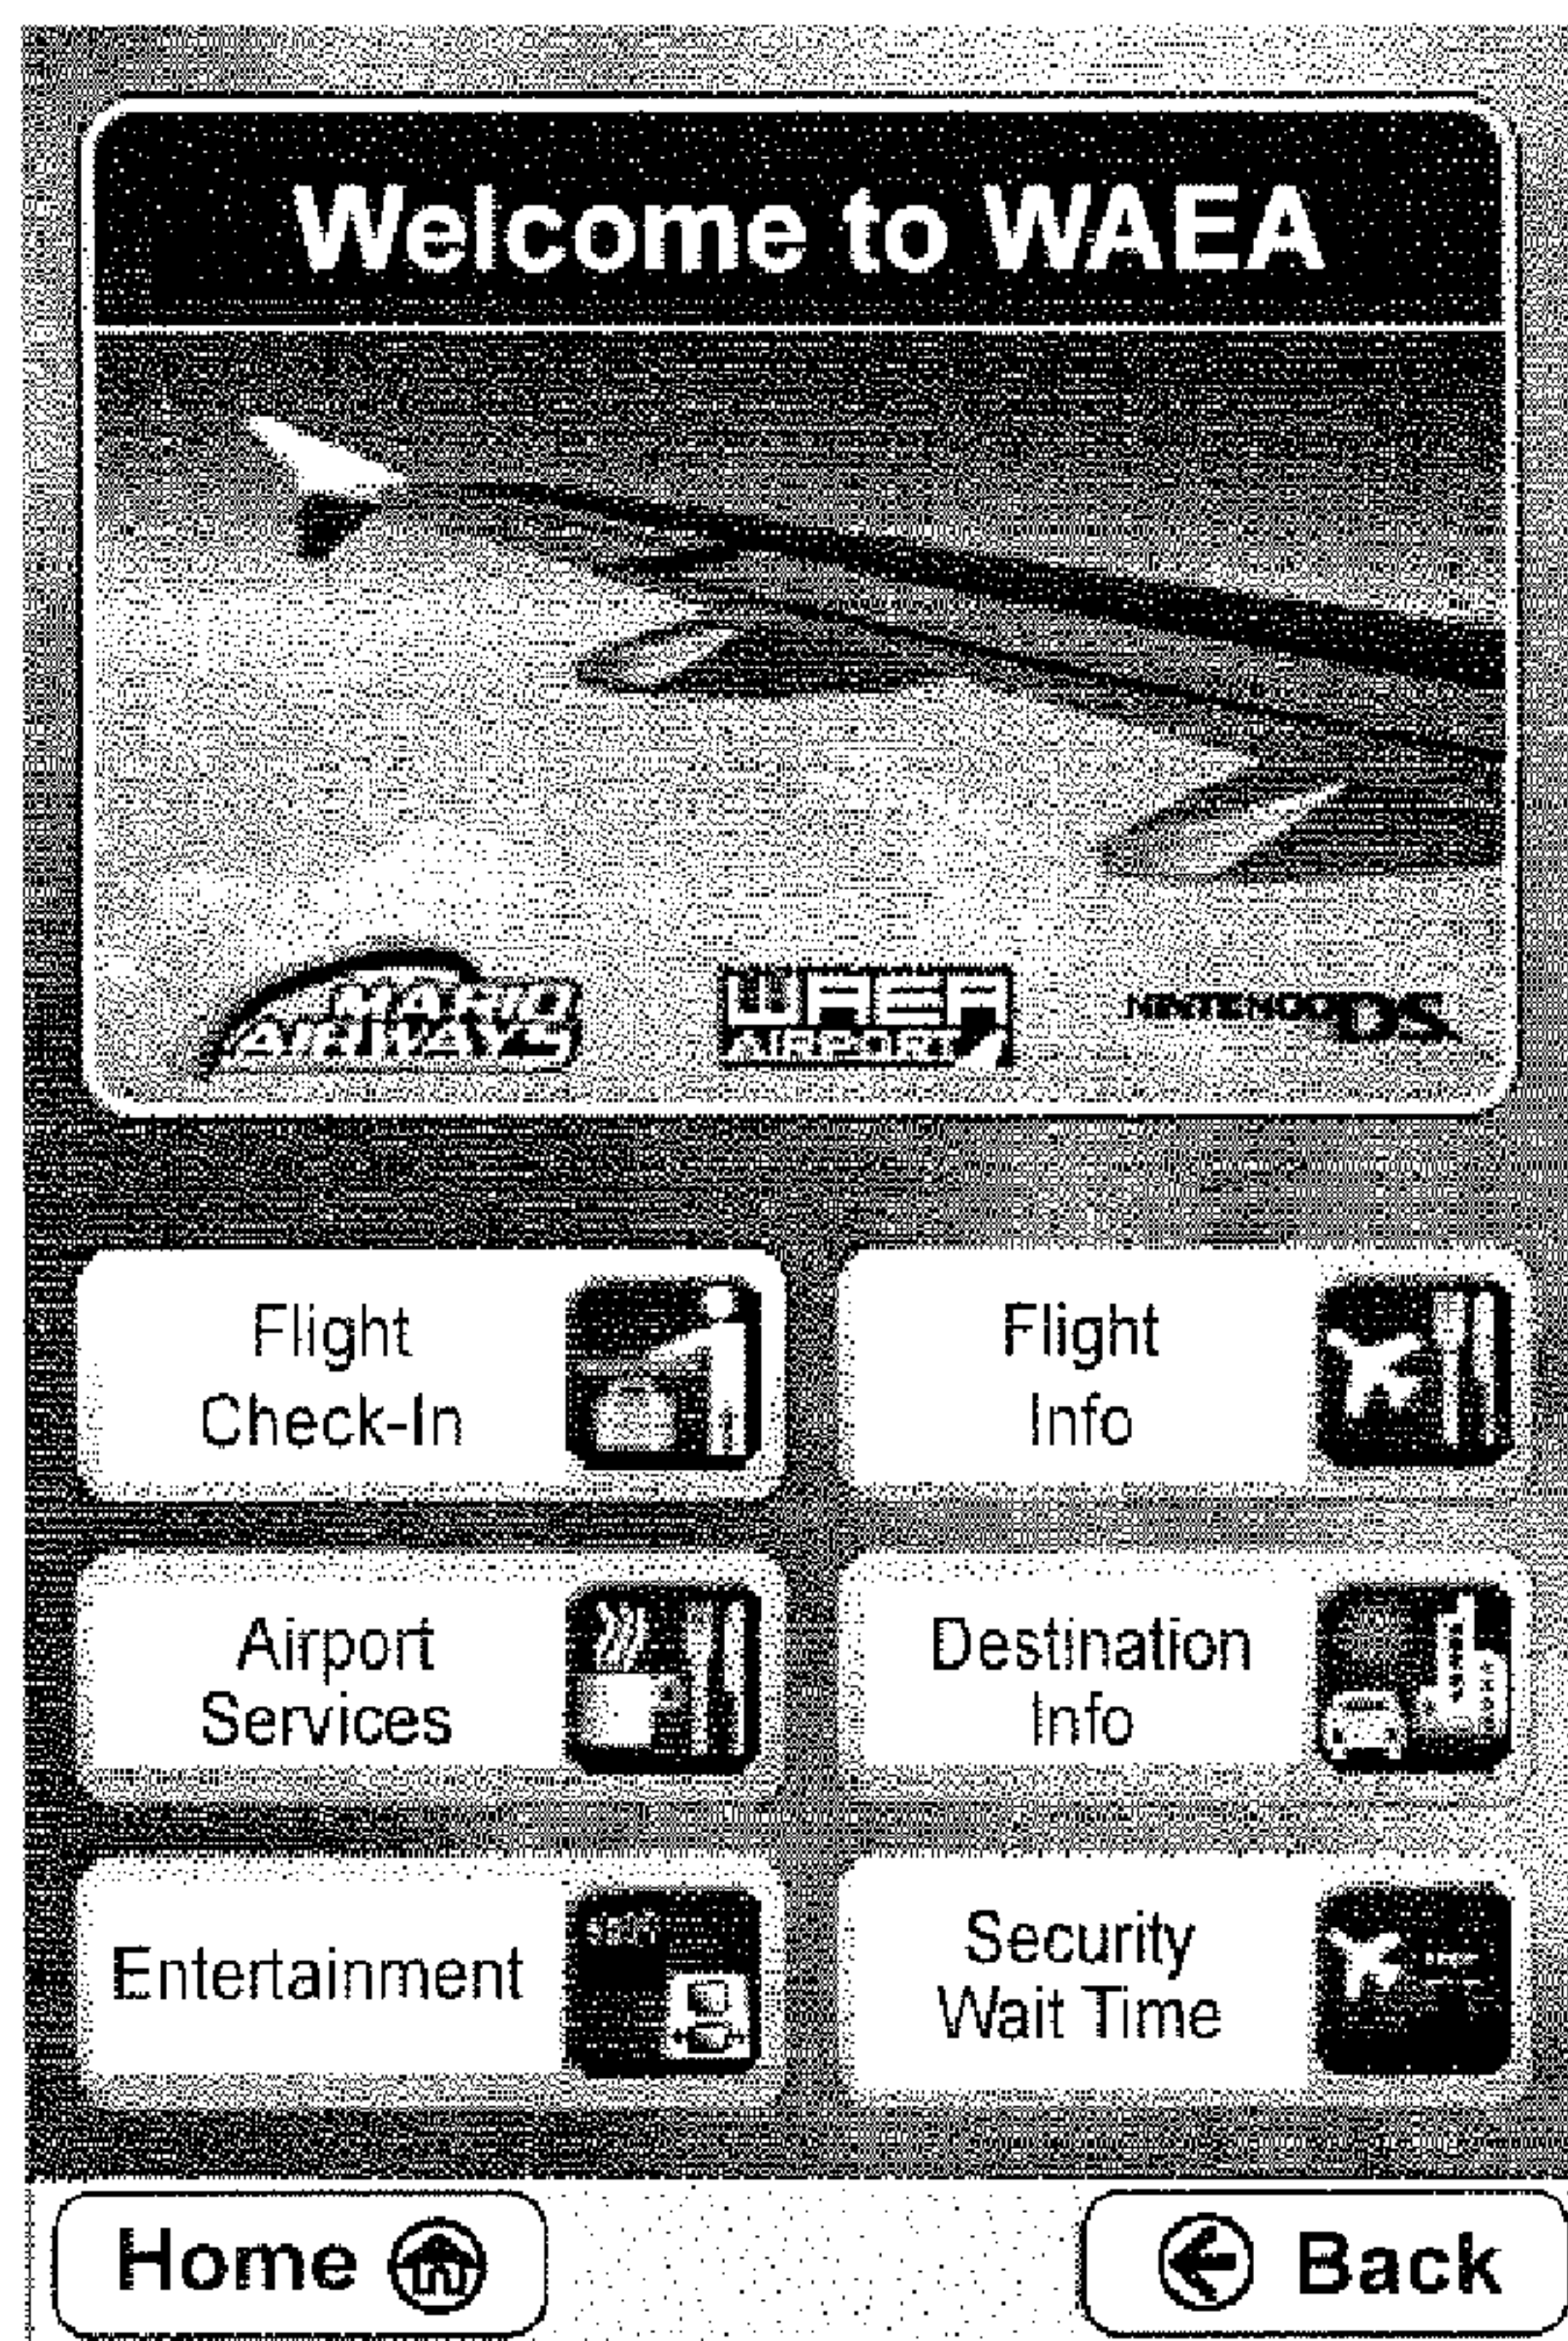 Welcome to WAEA
MARIO
AIRWAYS
WAEA
AIRPORT
NINTENDO DS
Flight
Check-In
Flight
Info
Airport
Services
Destination
Info
Entertainment
Security
Wait Time
Home
Back